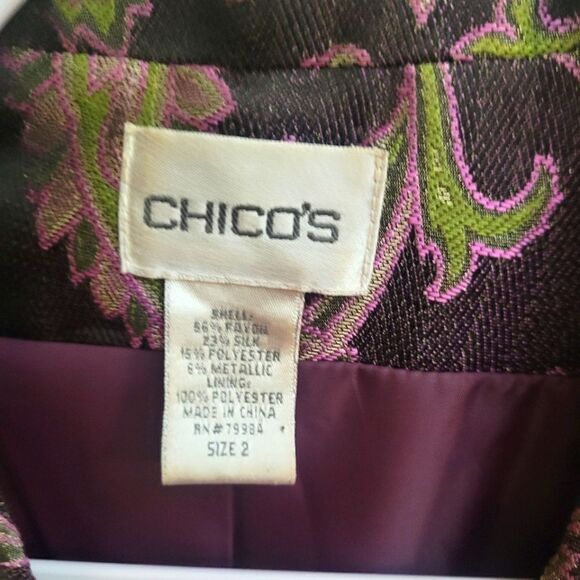 CHICO'S
SHELL:
56% RAYON
23% SILK
15% POLYESTER
6% METALLIC
LINING:
100% POLYESTER
MADE IN CHINA
RN#79984
SIZE 2